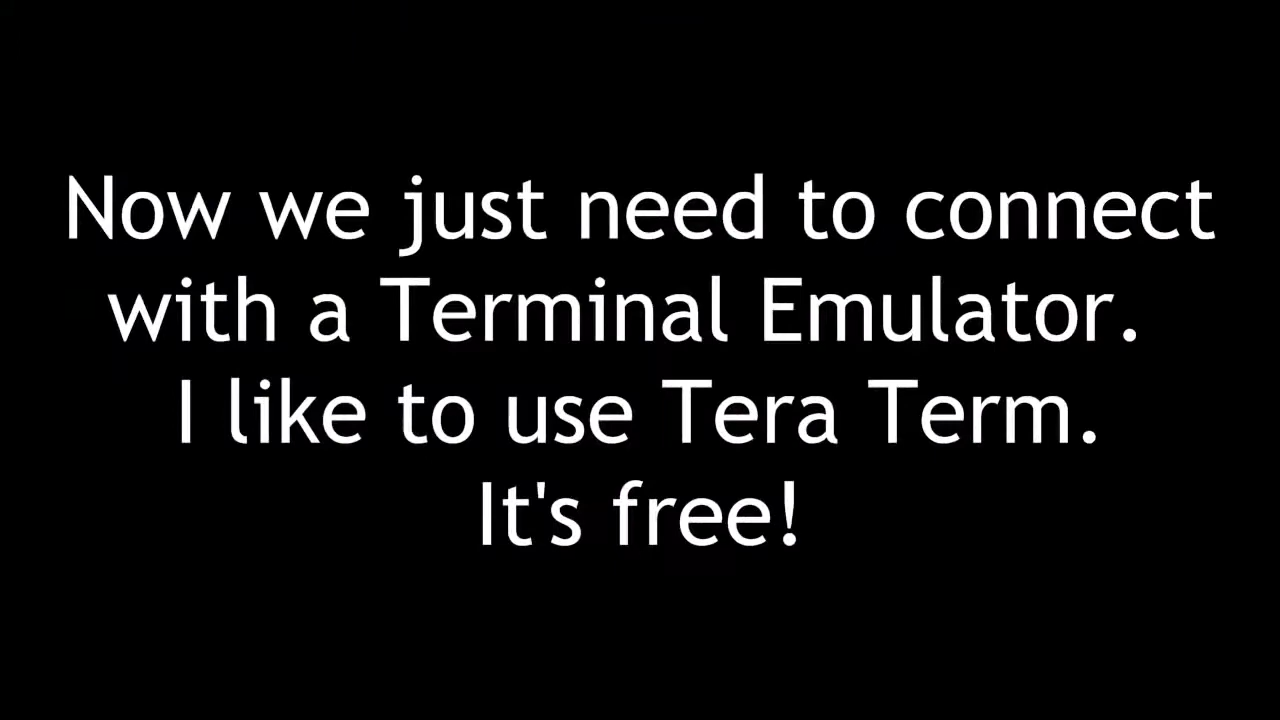 Now we just need to connect
with a Terminal Emulator.
I like to use Tera Term.
It's free!